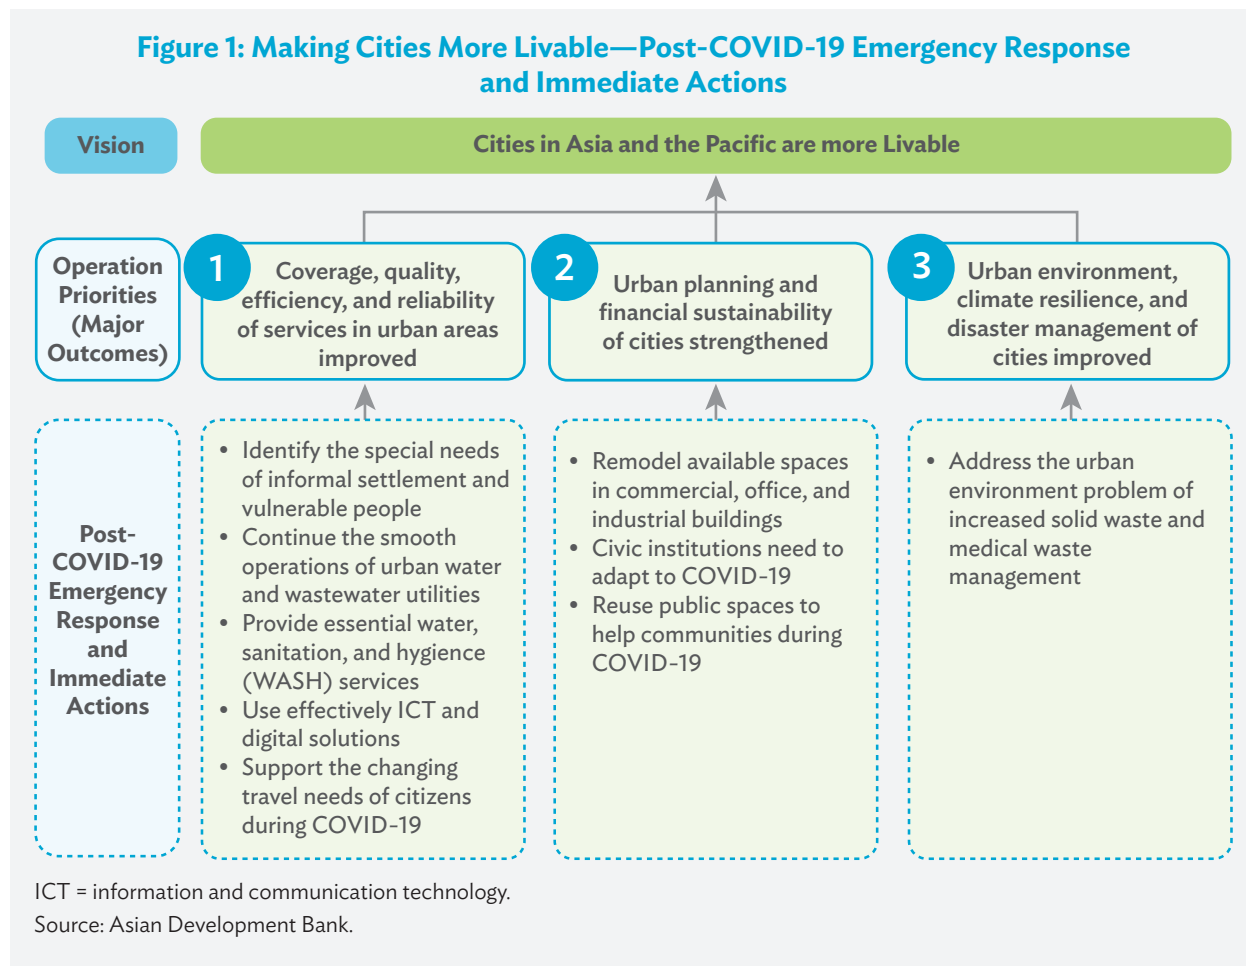 Figure 1: Making Cities More Livable—Post-COVID-19 Emergency Response
and Immediate Actions
Vision
Cities in Asia and the Pacific are more Livable
Operation
Priorities
(Major
Outcomes)
1
Coverage, quality,
efficiency, and reliability
of services in urban areas
improved
2
Urban planning and
financial sustainability
of cities strengthened
3
Urban environment,
climate resilience, and
disaster management of
cities improved
Post-
COVID-19
Emergency
Response
and
Immediate
Actions
• Identify the special needs
of informal settlement and
vulnerable people
• Continue the smooth
operations of urban water
and wastewater utilities
• Provide essential water,
sanitation, and hygience
(WASH) services
• Use effectively ICT and
digital solutions
• Support the changing
travel needs of citizens
during COVID-19
• Remodel available spaces
in commercial, office, and
industrial buildings
• Civic institutions need to
adapt to COVID-19
• Reuse public spaces to
help communities during
COVID-19
• Address the urban
environment problem of
increased solid waste and
medical waste
management
ICT = information and communication technology.
Source: Asian Development Bank.